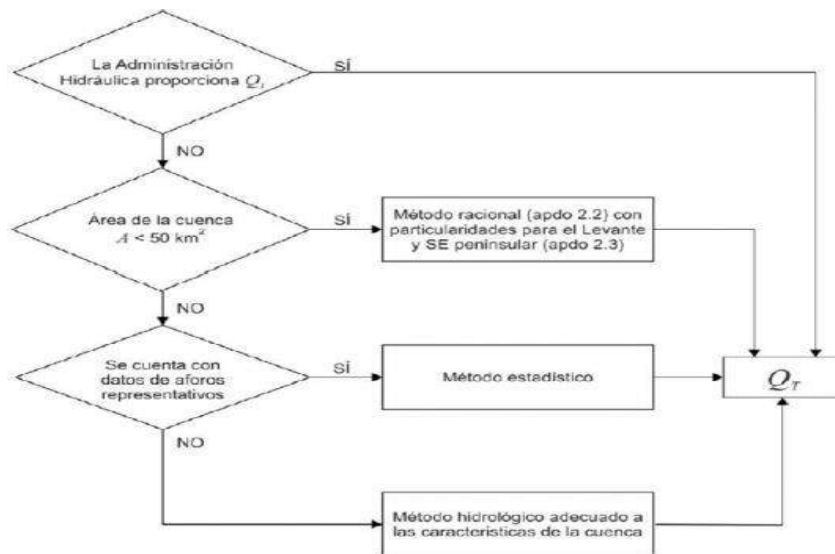 La Administración
Hidráulica proporciona Q_T
SÍ
NO
Área de la cuenca
A < 50 km²
SÍ
Método racional (apdo 2.2) con
particularidades para el Levante
y SE peninsular (apdo 2.3)
NO
Se cuenta con
datos de aforos
representativos
SÍ
Método estadístico
Q_T
NO
Método hidrológico adecuado a
las características de la cuenca